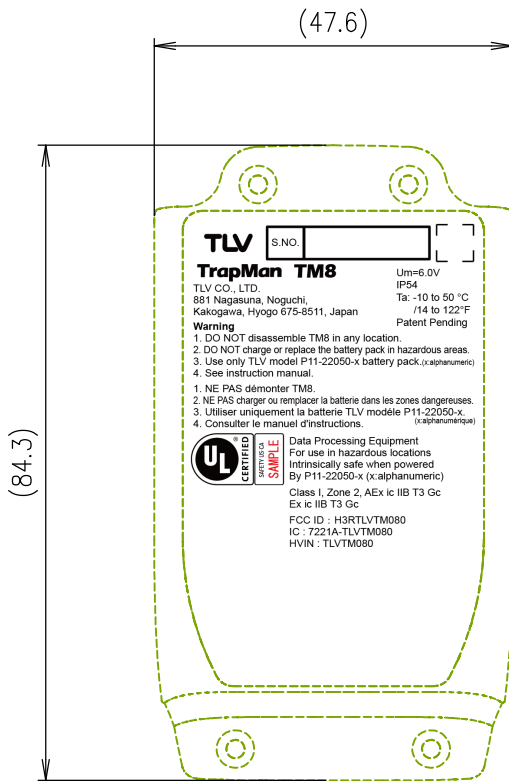 (47.6)
(84.3)
TLV
S.NO.
TrapMan TM8
Um=6.0V
IP54
Ta: -10 to 50 °C
/14 to 122°F
Patent Pending
TLV CO., LTD.
881 Nagasuna, Noguchi,
Kakogawa, Hyogo 675-8511, Japan
Warning
1. DO NOT disassemble TM8 in any location.
2. DO NOT charge or replace the battery pack in hazardous areas.
3. Use only TLV model P11-22050-x battery pack.(x:alphanumeric)
4. See instruction manual.
1. NE PAS démonter TM8.
2. NE PAS charger ou remplacer la batterie dans les zones dangereuses.
3. Utiliser uniquement la batterie TLV modéle P11-22050-x.
(x:alphanumérique)
4. Consulter le manuel d'instructions.
UL ®
CERTIFIED
SAFETY US CA
SAMPLE
Data Processing Equipment
For use in hazardous locations
Intrinsically safe when powered
By P11-22050-x (x:alphanumeric)
Class I, Zone 2, AEx ic IIB T3 Gc
Ex ic IIB T3 Gc
FCC ID : H3RTLVTM080
IC : 7221A-TLVTM080
HVIN : TLVTM080